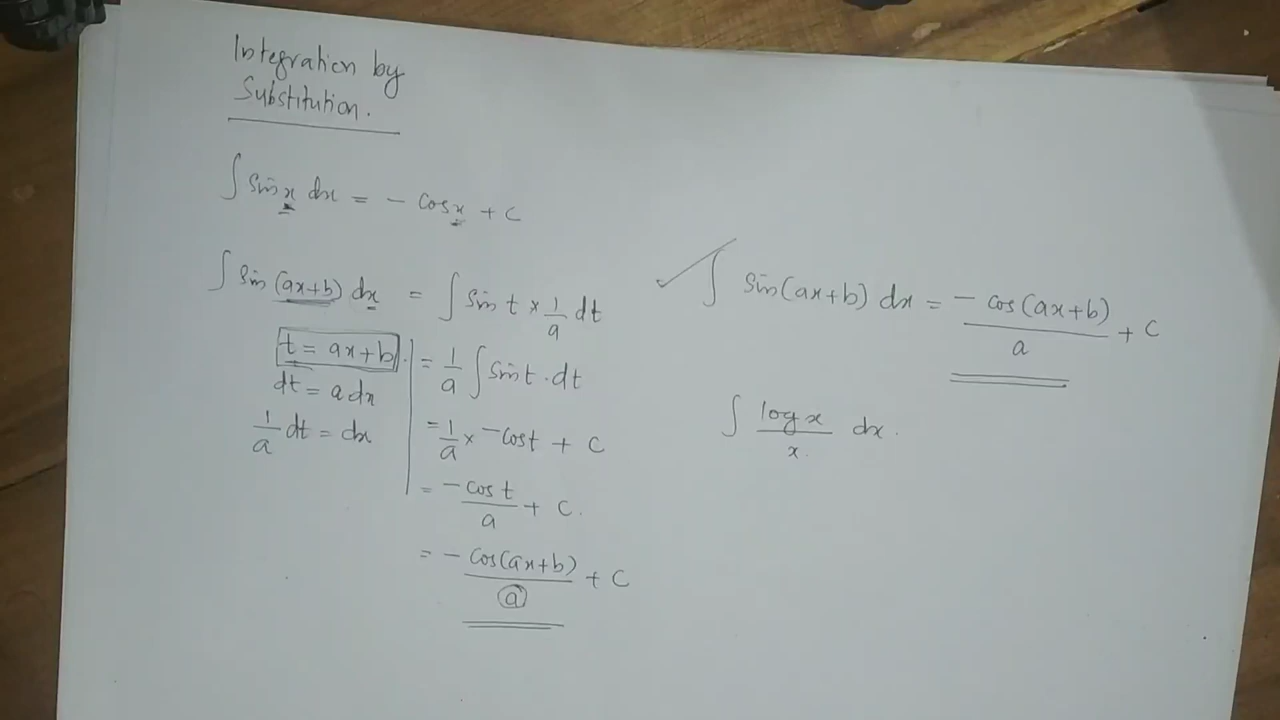 Integration by
Substitution.
∫ sin x dx = - cos x + c
∫ sin (ax+b) dx = ∫ sin t × 1/a dt
t = ax+b
dt = a dx
1/a dt = dx
= 1/a ∫ sin t . dt
= 1/a × -cos t + c
= -cos t / a + c.
= - cos(ax+b) / a + c
✓ ∫ sin(ax+b) dx = - cos(ax+b) / a + c
∫ log x / x dx.